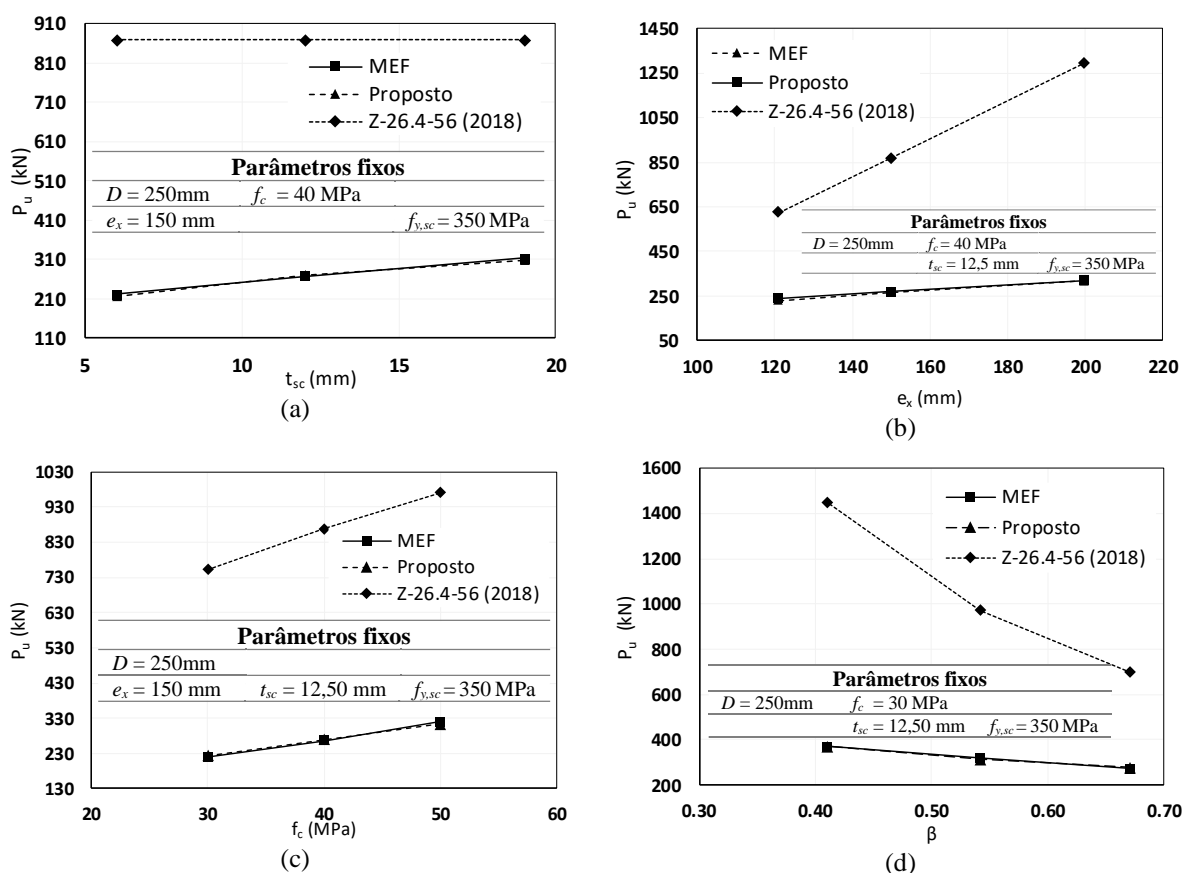 910
810
710
610
510
410
310
210
110
P_u (kN)
MEF
Proposto
Z-26.4-56 (2018)
Parâmetros fixos
D = 250mm f_c = 40 MPa
e_x = 150 mm f_y,sc = 350 MPa
5 10 15 20
t_sc (mm)
(a)
1450
1250
1050
850
650
450
250
50
P_u (kN)
MEF
Proposto
Z-26.4-56 (2018)
Parâmetros fixos
D = 250mm f_c = 40 MPa
t_sc = 12,5 mm f_y,sc = 350 MPa
100 120 140 160 180 200 220
e_x (mm)
(b)
1030
930
830
730
630
530
430
330
230
130
P_u (kN)
MEF
Proposto
Z-26.4-56 (2018)
Parâmetros fixos
D = 250mm
e_x = 150 mm t_sc = 12,50 mm f_y,sc = 350 MPa
20 30 40 50 60
f_c (MPa)
(c)
1600
1400
1200
1000
800
600
400
200
P_u (kN)
MEF
Proposto
Z-26.4-56 (2018)
Parâmetros fixos
D = 250mm f_c = 30 MPa
t_sc = 12,50 mm f_y,sc = 350 MPa
0.30 0.40 0.50 0.60 0.70
β
(d)